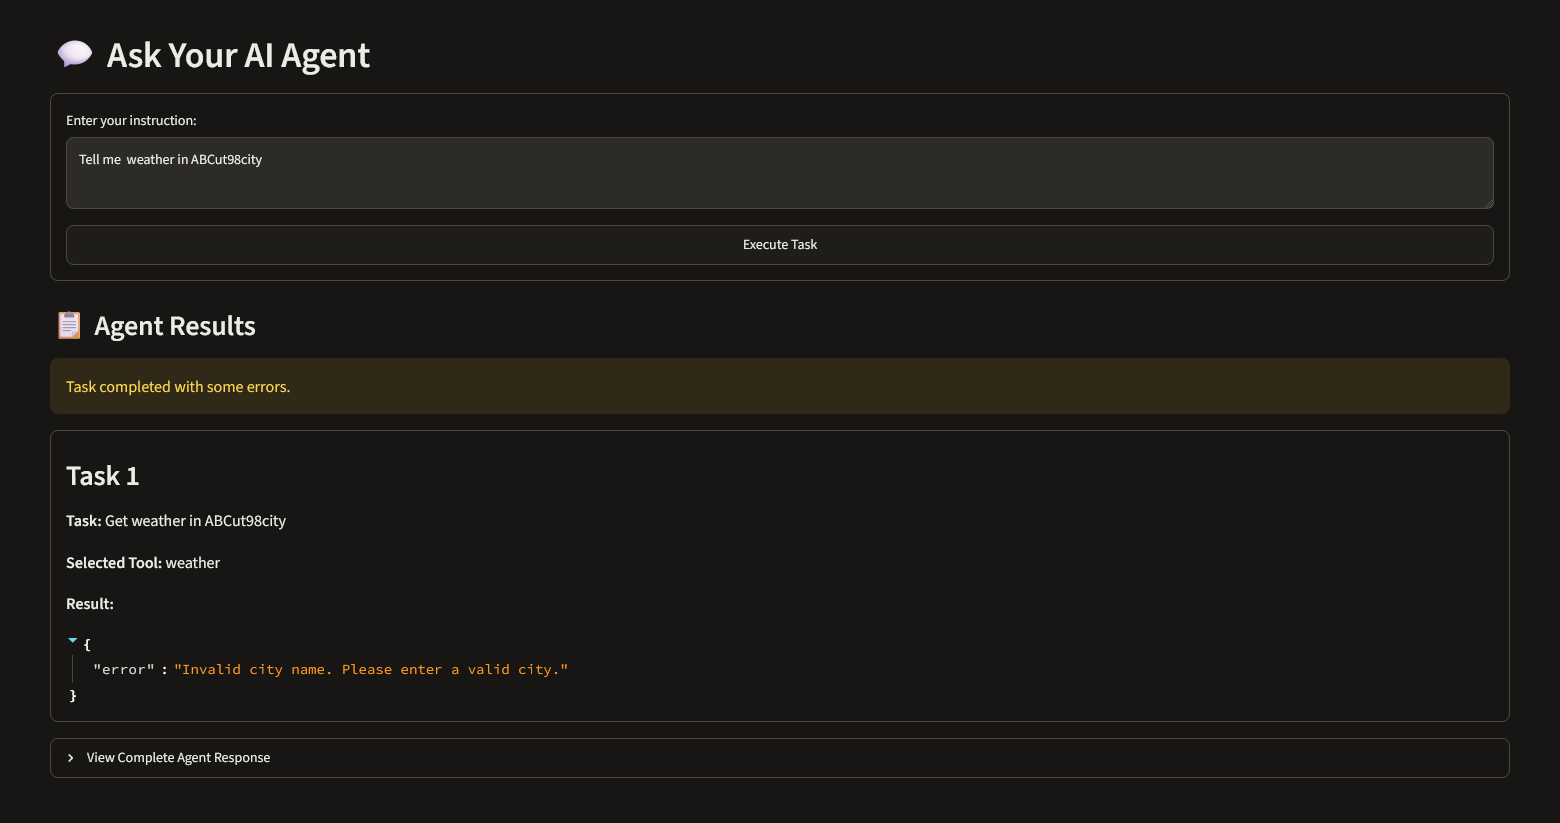 Ask Your AI Agent
Enter your instruction:
Tell me  weather in ABCut98city
Execute Task
Agent Results
Task completed with some errors.
Task 1
Task: Get weather in ABCut98city
Selected Tool: weather
Result:
{
"error" : "Invalid city name. Please enter a valid city."
}
View Complete Agent Response